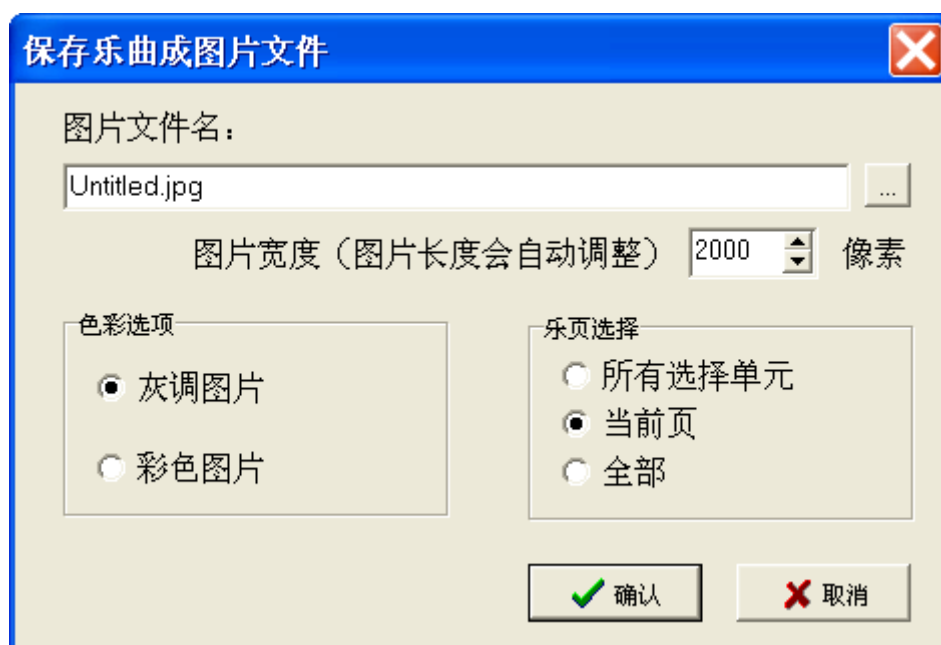 保存乐曲成图片文件
图片文件名：
Untitled.jpg
...
图片宽度（图片长度会自动调整） 2000 像素
色彩选项
灰调图片
彩色图片
乐页选择
所有选择单元
当前页
全部
确认 取消